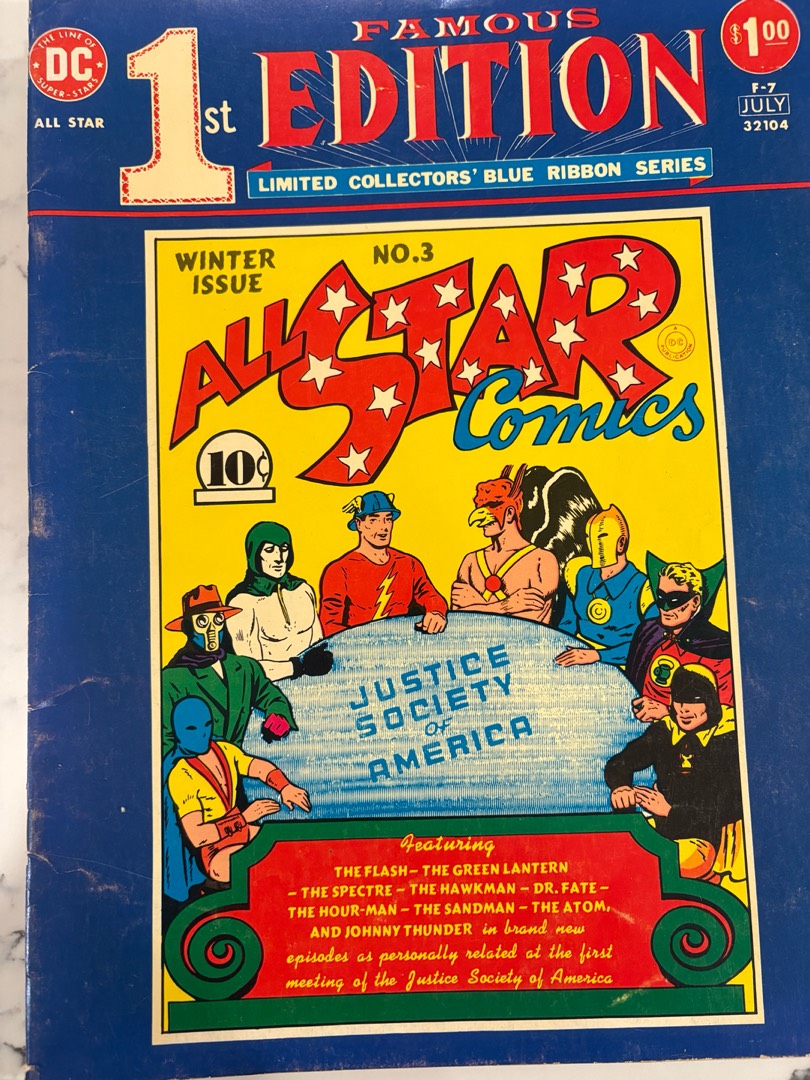 THE LINE OF
DC
SUPER-STARS
ALL STAR
1st
FAMOUS
EDITION
LIMITED COLLECTORS' BLUE RIBBON SERIES
$1.00
F-7
JULY
32104
WINTER
ISSUE
NO.3
ALL STAR
Comics
A
DC
PUBLICATION
10¢
JUSTICE
SOCIETY
OF
AMERICA
Featuring
THE FLASH – THE GREEN LANTERN
– THE SPECTRE – THE HAWKMAN – DR. FATE –
THE HOUR-MAN – THE SANDMAN – THE ATOM,
AND JOHNNY THUNDER in brand new
episodes as personally related at the first
meeting of the Justice Society of America